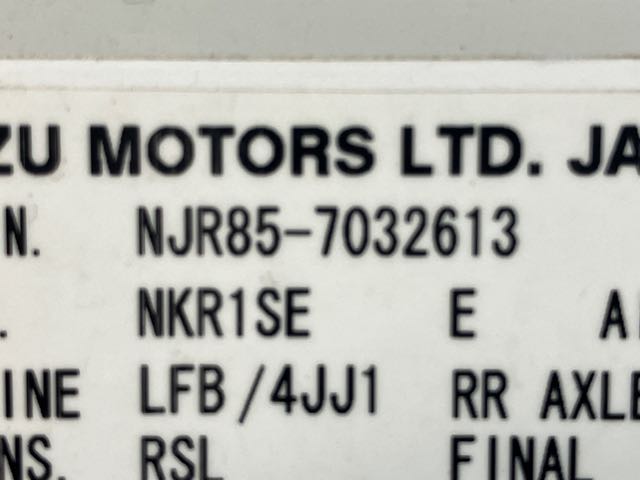 ZU MOTORS LTD. JA
N. NJR85-7032613
. NKR1SE E A
INE LFB/4JJ1 RR AXLE
NS. RSL FINAL